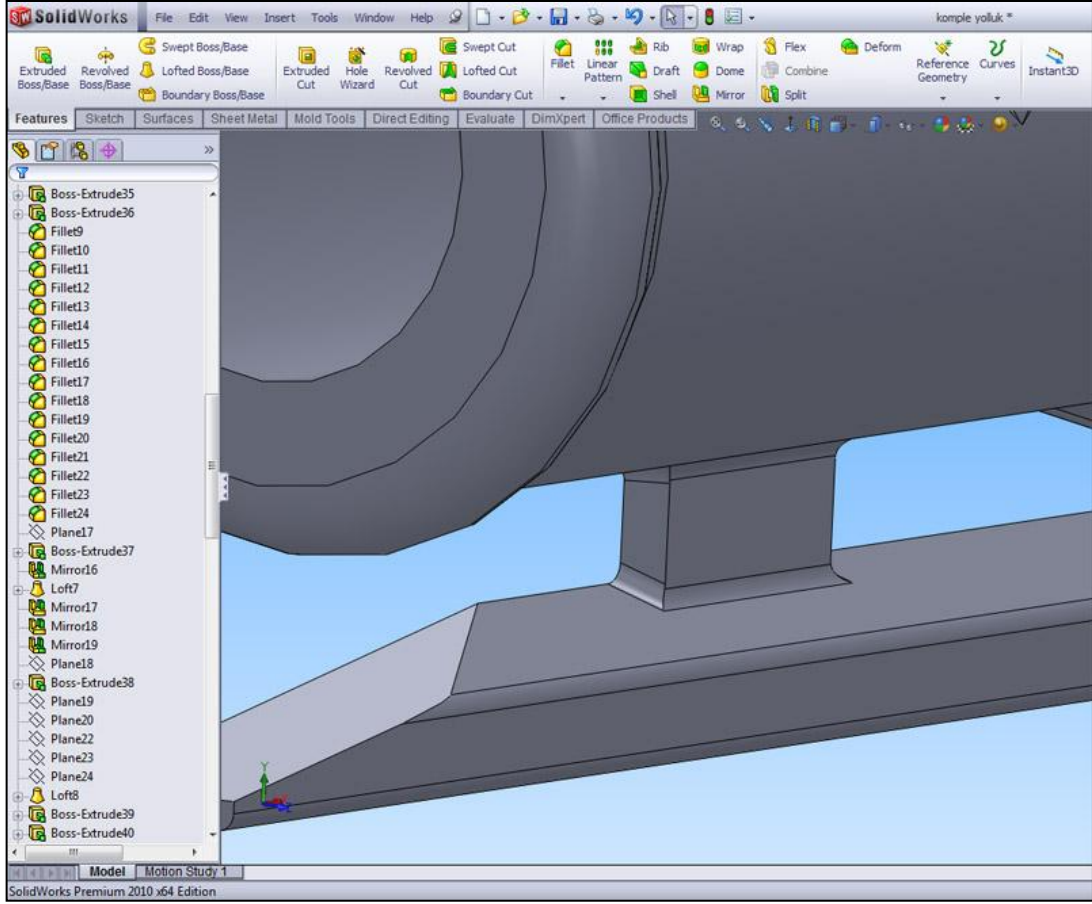 SolidWorks File Edit View Insert Tools Window Help komple yolluk *
Extruded Boss/Base
Revolved Boss/Base
Swept Boss/Base
Lofted Boss/Base
Boundary Boss/Base
Extruded Cut
Hole Wizard
Revolved Cut
Swept Cut
Lofted Cut
Boundary Cut
Fillet
Linear Pattern
Rib
Draft
Shell
Wrap
Dome
Mirror
Flex
Combine
Split
Deform
Reference Geometry
Curves
Instant3D
Features Sketch Surfaces Sheet Metal Mold Tools Direct Editing Evaluate DimXpert Office Products
Boss-Extrude35
Boss-Extrude36
Fillet9
Fillet10
Fillet11
Fillet12
Fillet13
Fillet14
Fillet15
Fillet16
Fillet17
Fillet18
Fillet19
Fillet20
Fillet21
Fillet22
Fillet23
Fillet24
Plane17
Boss-Extrude37
Mirror16
Loft7
Mirror17
Mirror18
Mirror19
Plane18
Boss-Extrude38
Plane19
Plane20
Plane22
Plane23
Plane24
Loft8
Boss-Extrude39
Boss-Extrude40
Y
Model Motion Study 1
SolidWorks Premium 2010 x64 Edition